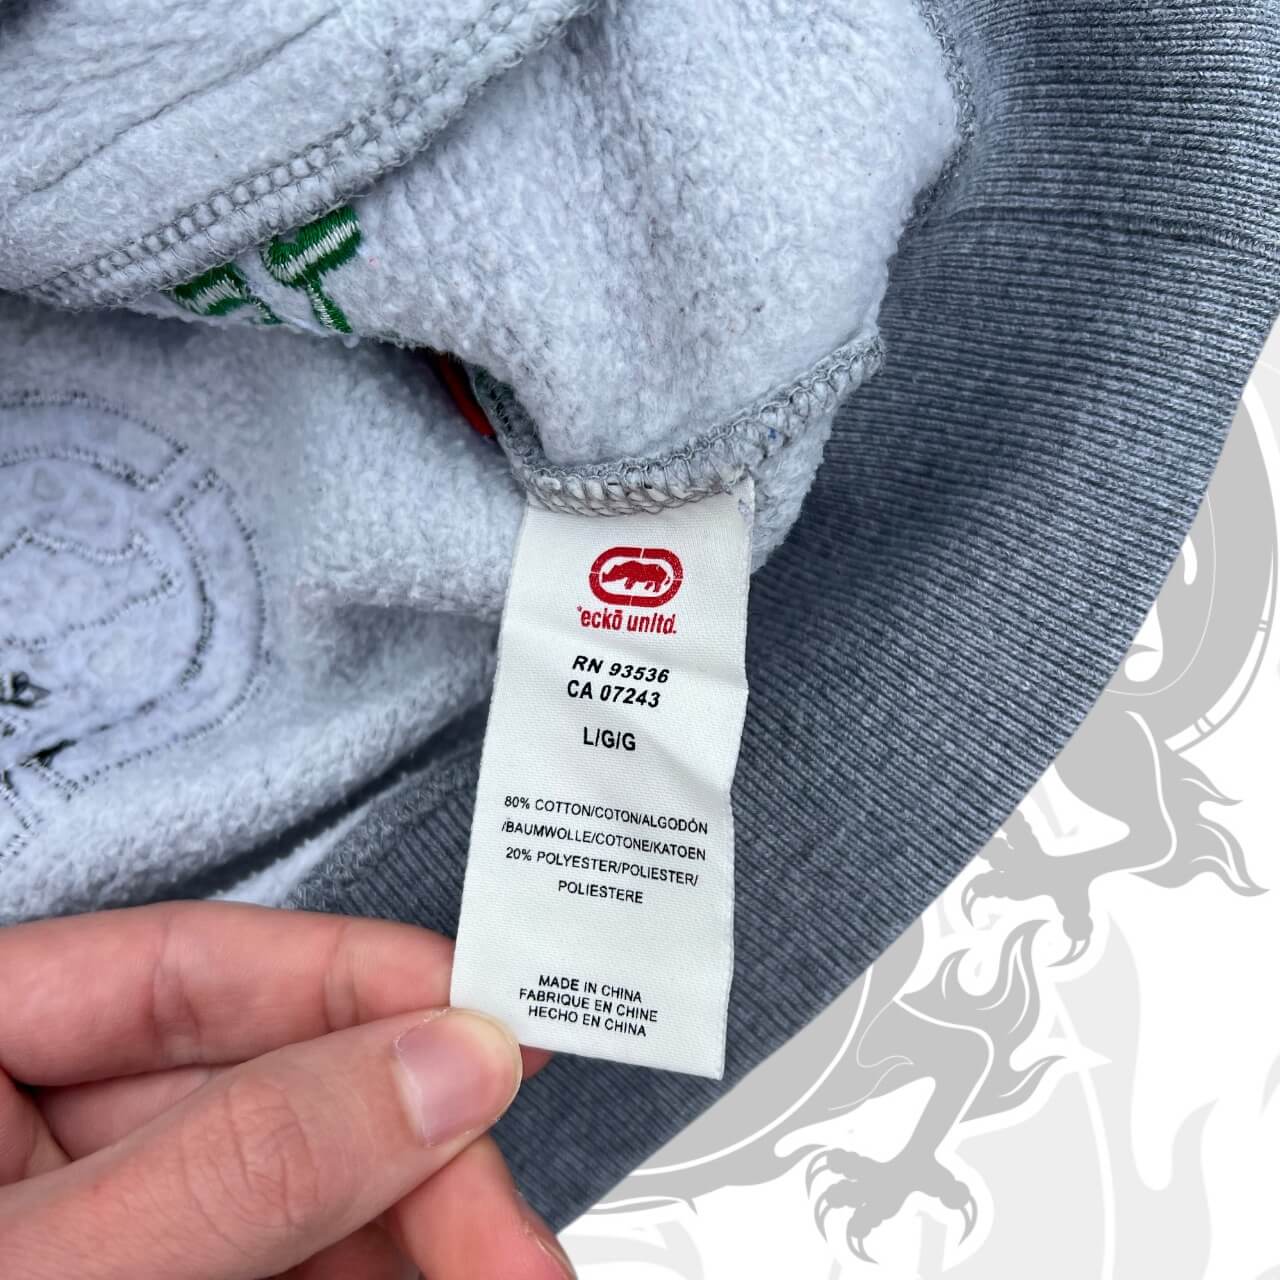 *eckō unltd.
RN 93536
CA 07243
L/G/G
80% COTTON/COTON/ALGODÓN
/BAUMWOLLE/COTONE/KATOEN
20% POLYESTER/POLIESTER/
POLIESTERE
MADE IN CHINA
FABRIQUE EN CHINE
HECHO EN CHINA